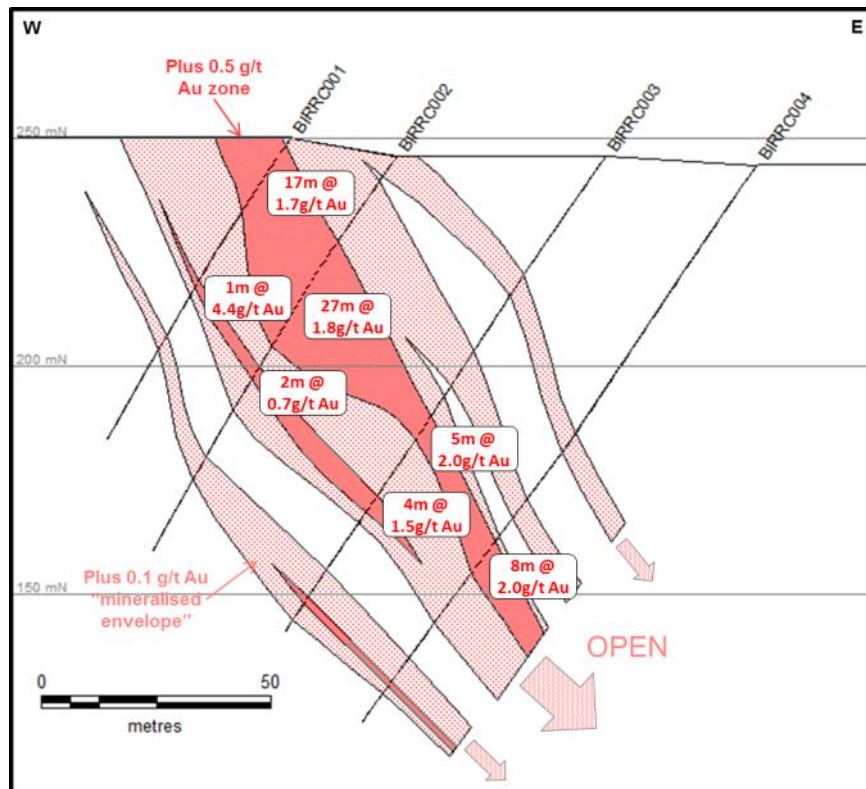 W
E
Plus 0.5 g/t
Au zone
BIRRC001
BIRRC002
BIRRC003
BIRRC004
250 mN
17m @
1.7g/t Au
1m @
4.4g/t Au
27m @
1.8g/t Au
200 mN
2m @
0.7g/t Au
5m @
2.0g/t Au
4m @
1.5g/t Au
8m @
2.0g/t Au
Plus 0.1 g/t Au
"mineralised
envelope"
150 mN
OPEN
0
50
metres